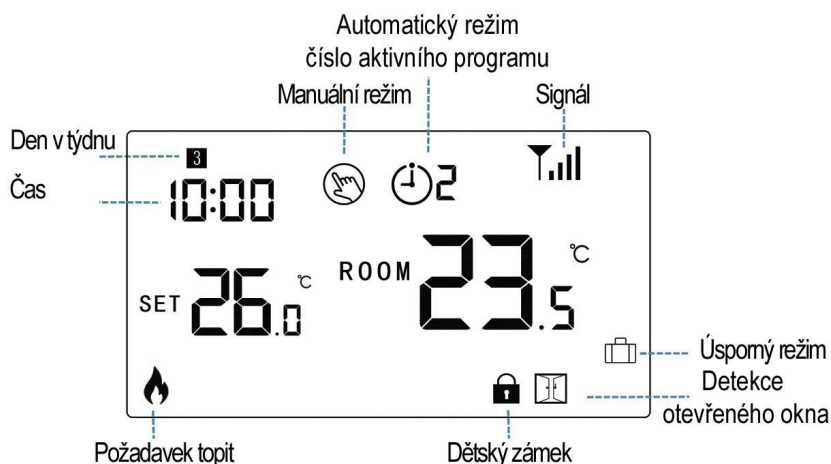 Automatický režim
číslo aktivního programu
Manuální režim
Signál
Den v týdnu
3
Čas
10:00
2
SET 26.0 °C
ROOM 23.5 °C
Úsporný režim
Detekce
otevřeného okna
Požadavek topit
Dětský zámek